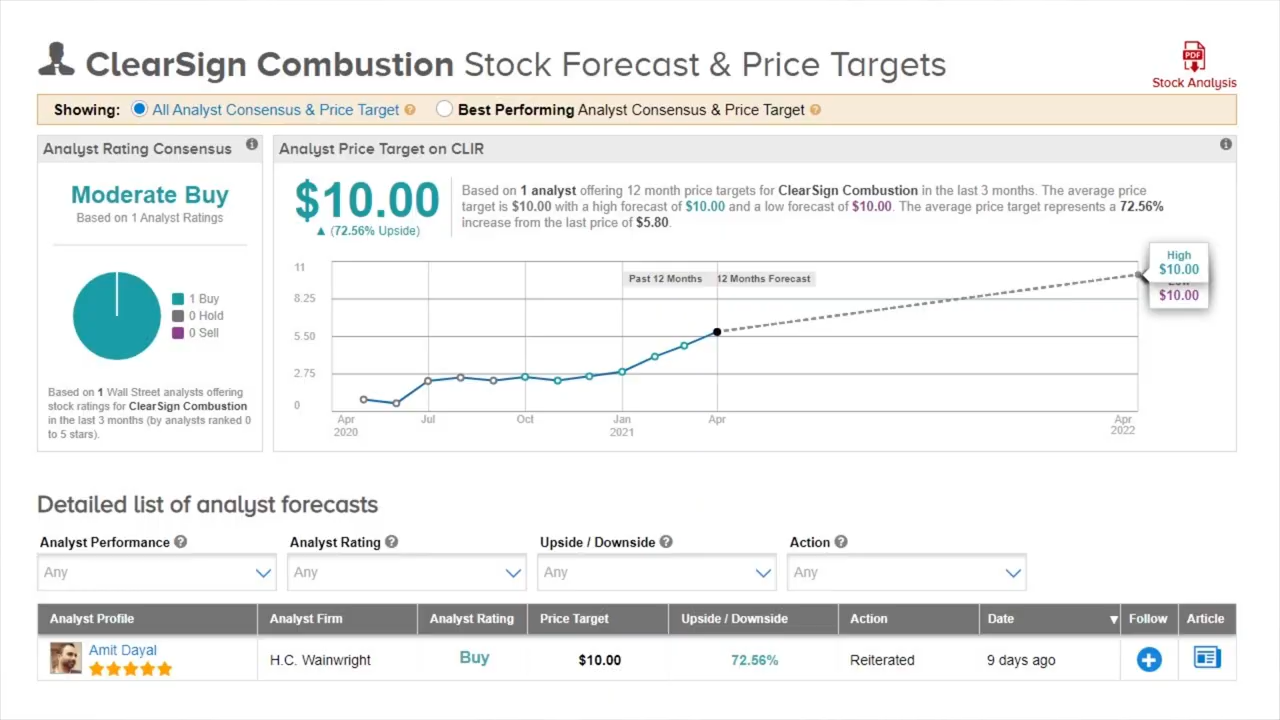 ClearSign Combustion Stock Forecast & Price Targets
PDF
Stock Analysis
Showing: All Analyst Consensus & Price Target ? Best Performing Analyst Consensus & Price Target ?
Analyst Rating Consensus i
Moderate Buy
Based on 1 Analyst Ratings
1 Buy
0 Hold
0 Sell
Based on 1 Wall Street analysts offering
stock ratings for ClearSign Combustion
in the last 3 months (by analysts ranked 0
to 5 stars).
Analyst Price Target on CLIR i
$10.00
▲ (72.56% Upside)
Based on 1 analyst offering 12 month price targets for ClearSign Combustion in the last 3 months. The average price
target is $10.00 with a high forecast of $10.00 and a low forecast of $10.00. The average price target represents a 72.56%
increase from the last price of $5.80.
11
8.25
5.50
2.75
0
Past 12 Months 12 Months Forecast
High
$10.00
Low
$10.00
Apr Jul Oct Jan Apr Apr
2020 2021 2022
Detailed list of analyst forecasts
Analyst Performance ? Analyst Rating ? Upside / Downside ? Action ?
Any Any Any Any
Analyst Profile Analyst Firm Analyst Rating Price Target Upside / Downside Action Date ▼ Follow Article
Amit Dayal H.C. Wainwright Buy $10.00 72.56% Reiterated 9 days ago